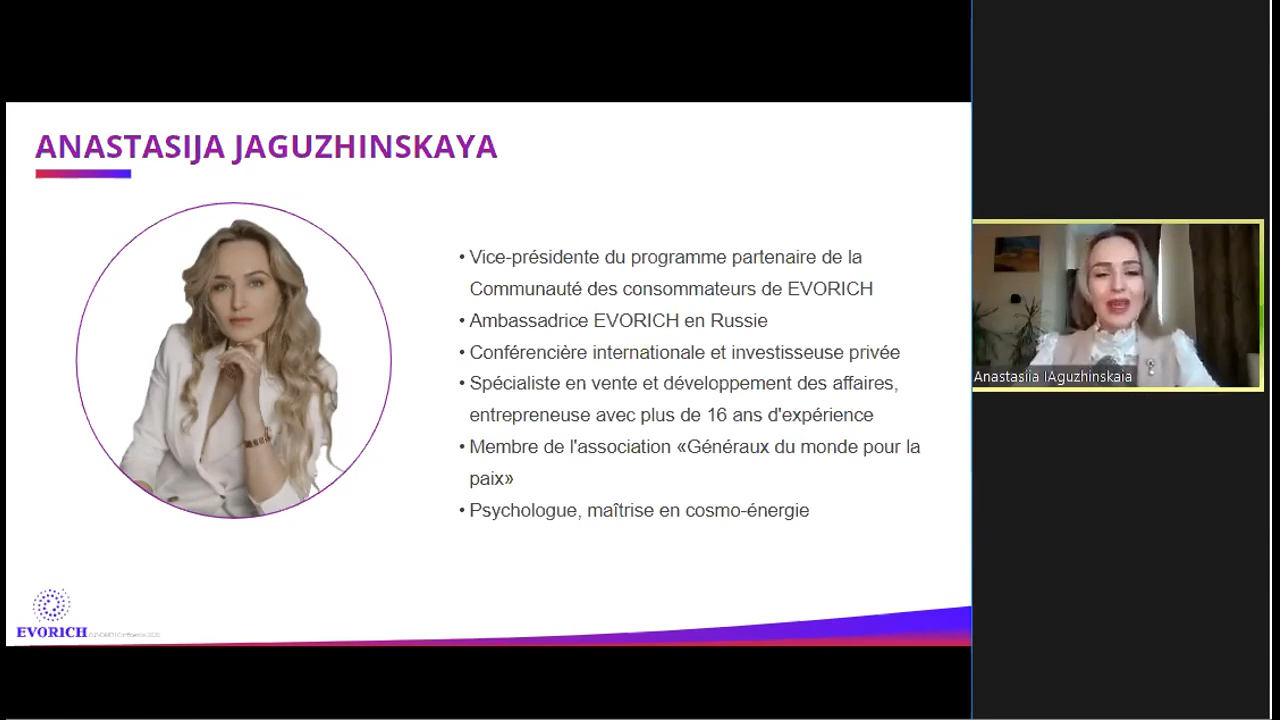 ANASTASIJA JAGUZHINSKAYA
• Vice-présidente du programme partenaire de la
Communauté des consommateurs de EVORICH
• Ambassadrice EVORICH en Russie
• Conférencière internationale et investisseuse privée
• Spécialiste en vente et développement des affaires,
entrepreneuse avec plus de 16 ans d'expérience
• Membre de l'association «Généraux du monde pour la
paix»
• Psychologue, maîtrise en cosmo-énergie
Anastasiia IAguzhinskaia
EVORICH